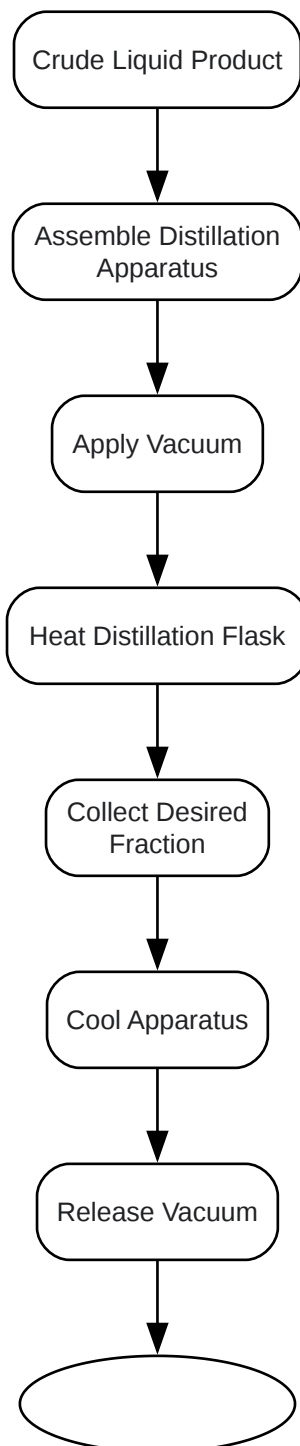 Crude Liquid Product
Assemble Distillation
Apparatus
Apply Vacuum
Heat Distillation Flask
Collect Desired
Fraction
Cool Apparatus
Release Vacuum